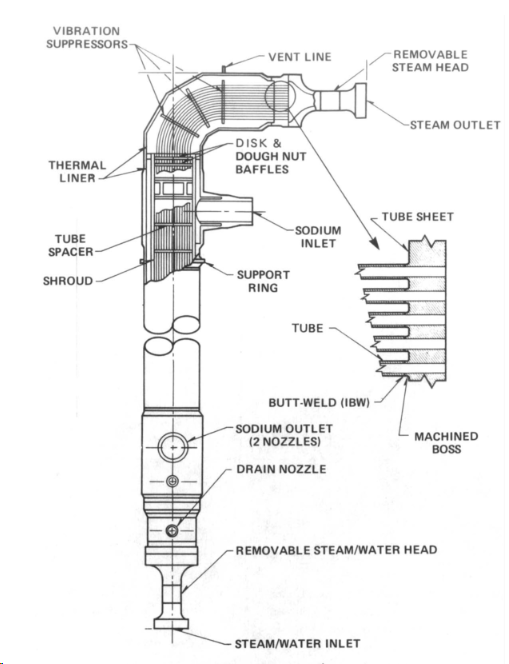 VIBRATION
SUPPRESSORS
VENT LINE
REMOVABLE
STEAM HEAD
STEAM OUTLET
DISK &
DOUGH NUT
BAFFLES
THERMAL
LINER
TUBE SHEET
SODIUM
INLET
TUBE
SPACER
SHROUD
SUPPORT
RING
TUBE
BUTT-WELD (IBW)
MACHINED
BOSS
SODIUM OUTLET
(2 NOZZLES)
DRAIN NOZZLE
REMOVABLE STEAM/WATER HEAD
STEAM/WATER INLET